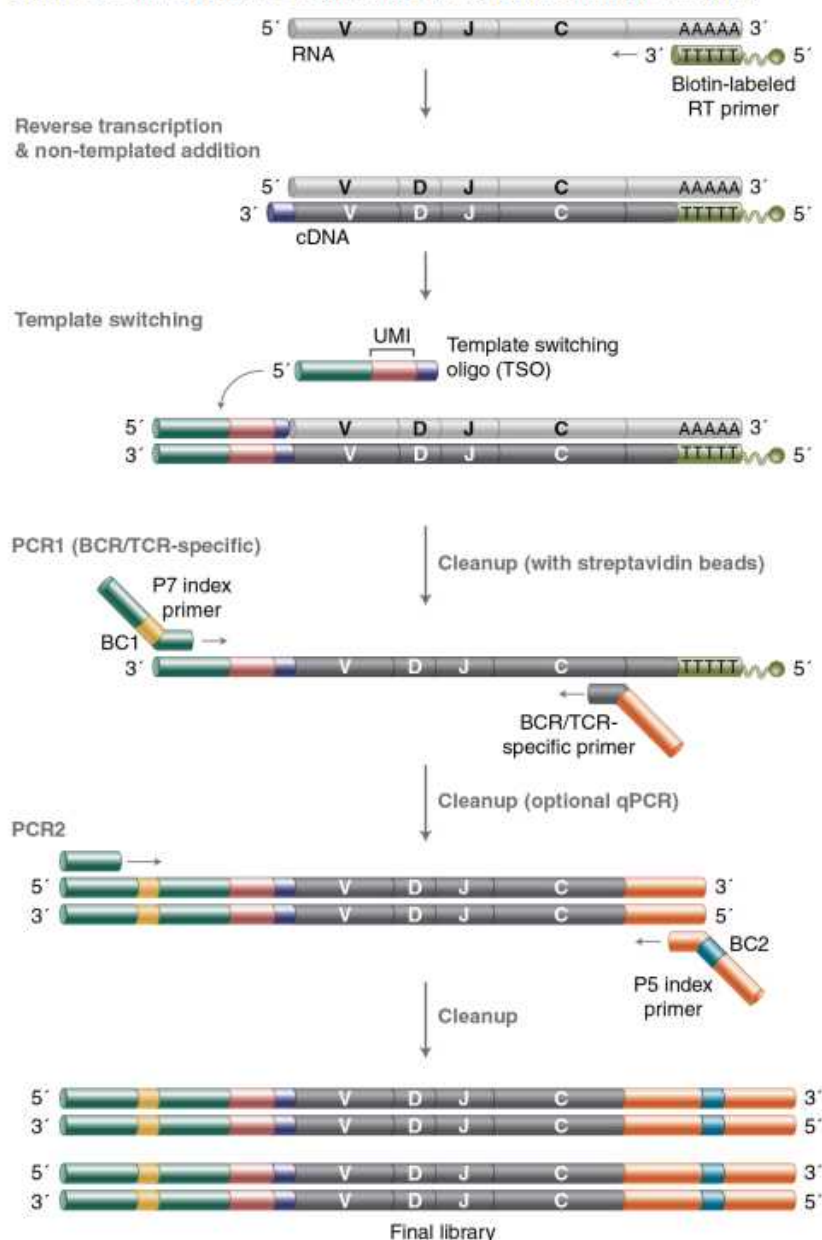 5´ V D J C AAAAA 3´
RNA
3´ TTTTT 5´
Biotin-labeled
RT primer
Reverse transcription
& non-templated addition
5´ V D J C AAAAA 3´
3´ V D J C TTTTT 5´
cDNA
Template switching
UMI
5´
Template switching
oligo (TSO)
5´ V D J C AAAAA 3´
3´ V D J C TTTTT 5´
PCR1 (BCR/TCR-specific)
Cleanup (with streptavidin beads)
P7 index
primer
BC1
3´ V D J C TTTTT 5´
BCR/TCR-
specific primer
Cleanup (optional qPCR)
PCR2
5´ V D J C 3´
3´ V D J C 5´
BC2
P5 index
primer
Cleanup
5´ V D J C 3´
3´ V D J C 5´
5´ V D J C 3´
3´ V D J C 5´
Final library